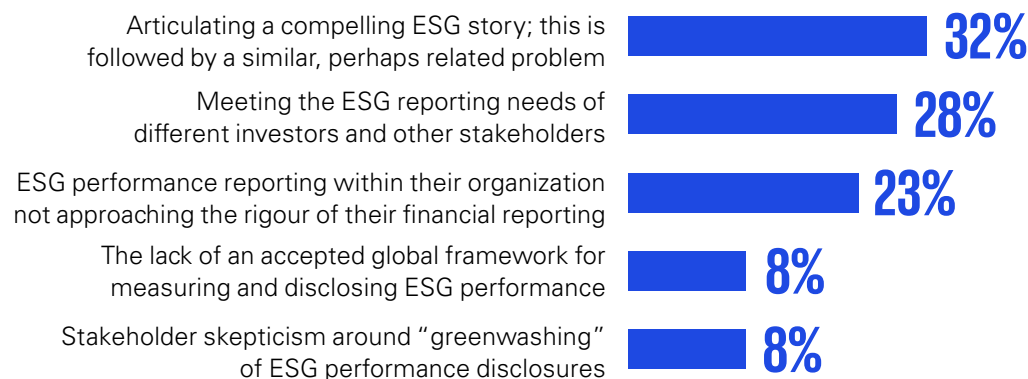 Articulating a compelling ESG story; this is
followed by a similar, perhaps related problem
32%
Meeting the ESG reporting needs of
different investors and other stakeholders
28%
ESG performance reporting within their organization
not approaching the rigour of their financial reporting
23%
The lack of an accepted global framework for
measuring and disclosing ESG performance
8%
Stakeholder skepticism around “greenwashing”
of ESG performance disclosures
8%